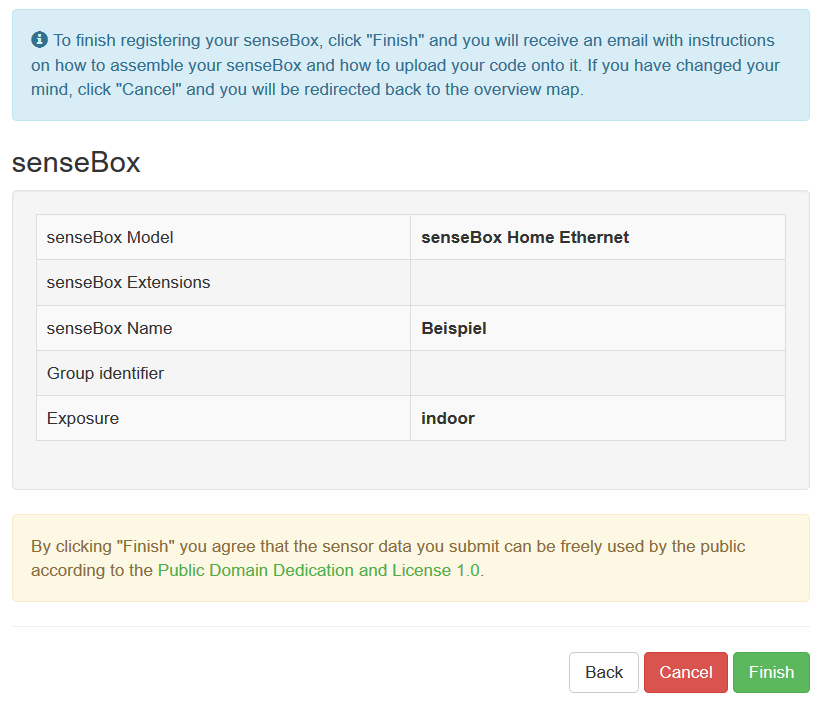 To finish registering your senseBox, click "Finish" and you will receive an email with instructions
on how to assemble your senseBox and how to upload your code onto it. If you have changed your
mind, click "Cancel" and you will be redirected back to the overview map.
senseBox
senseBox Model senseBox Home Ethernet
senseBox Extensions
senseBox Name Beispiel
Group identifier
Exposure indoor
By clicking "Finish" you agree that the sensor data you submit can be freely used by the public
according to the Public Domain Dedication and License 1.0.
Back Cancel Finish